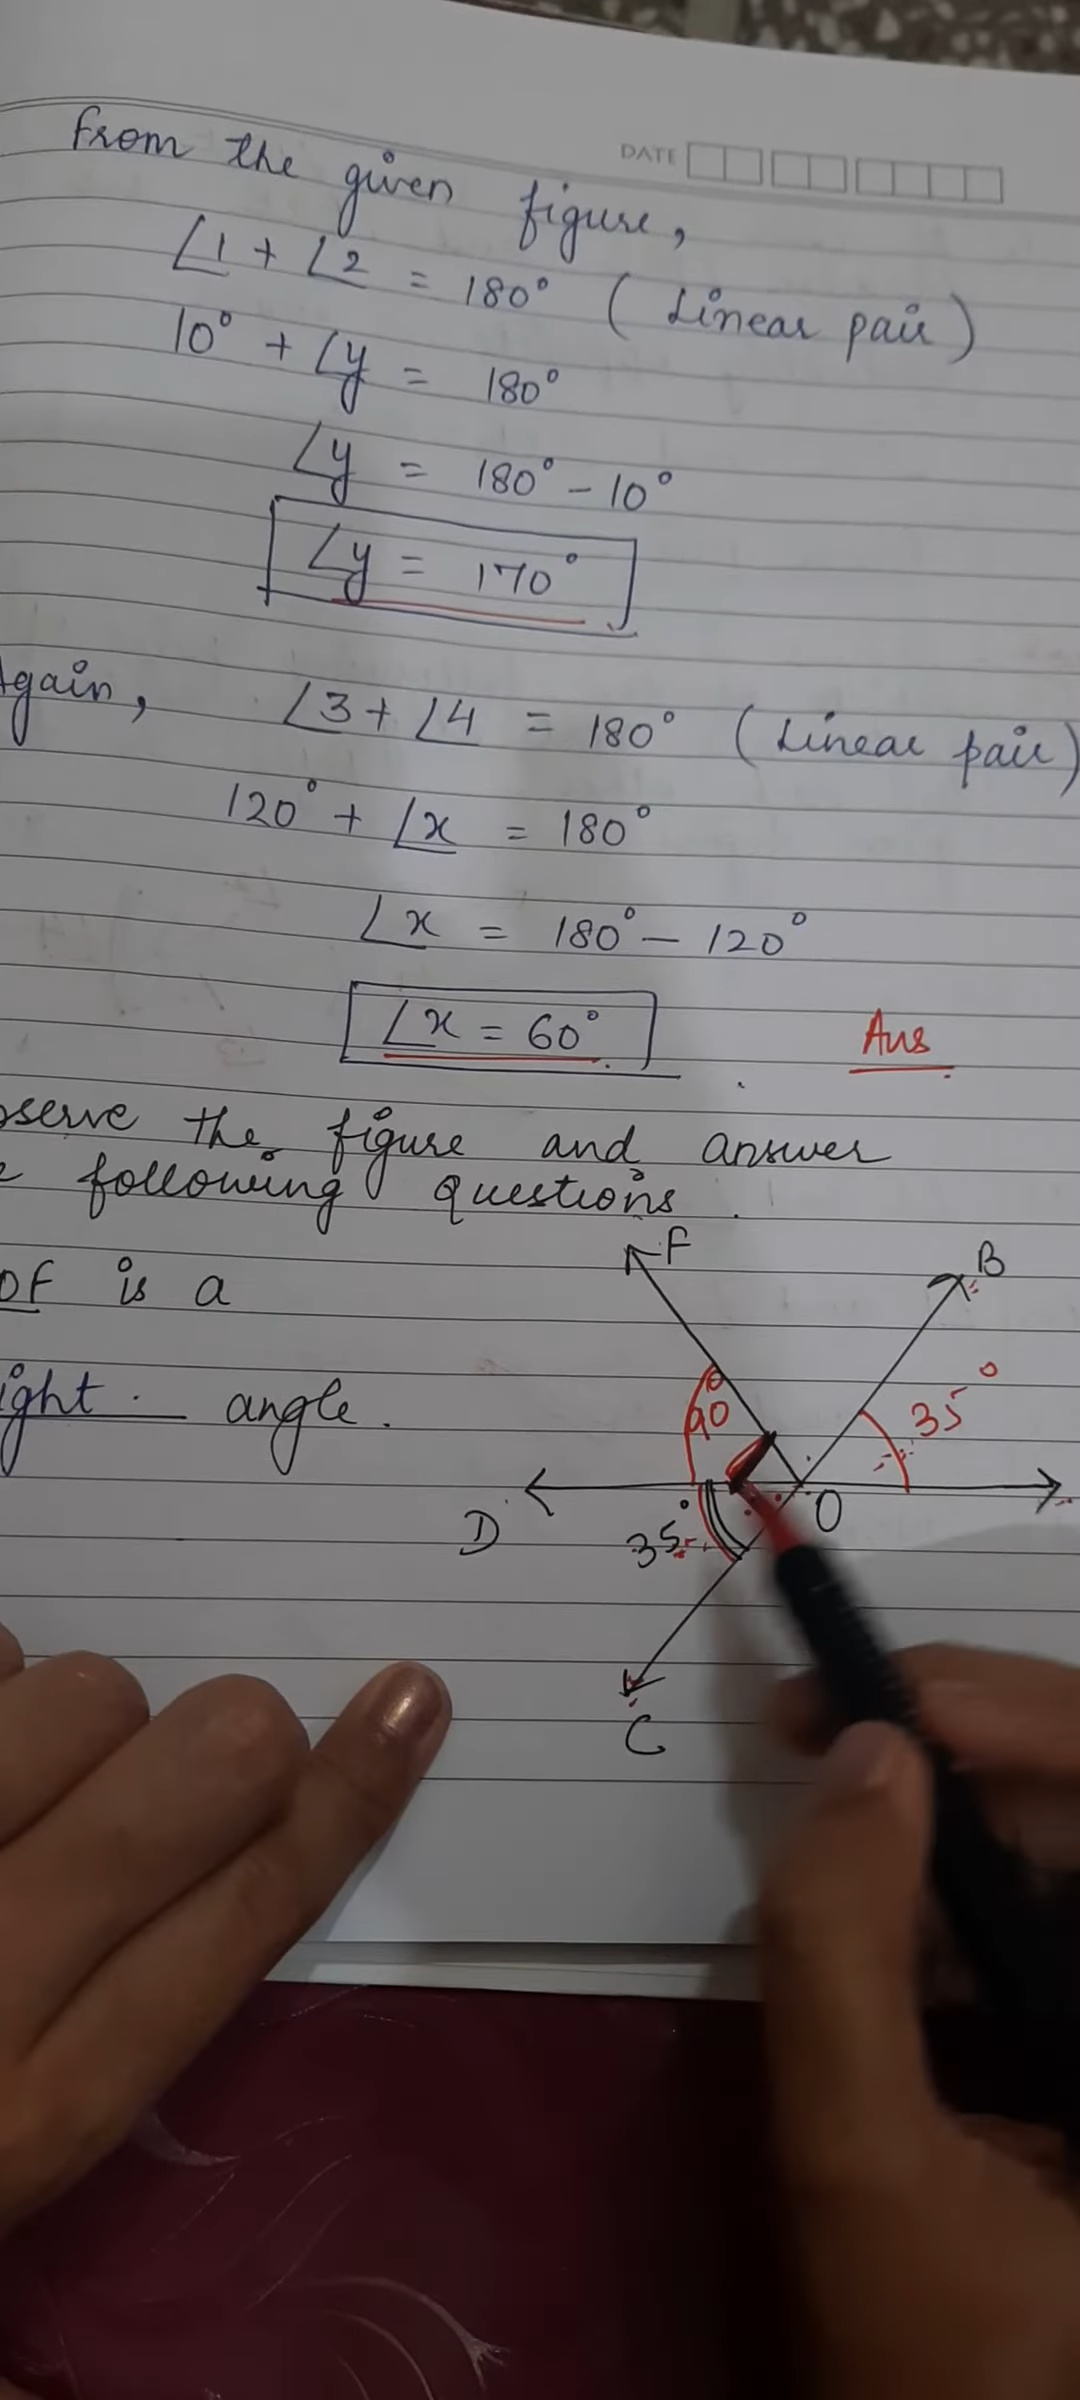 DATE
From the given figure,
∠1 + ∠2 = 180° (Linear pair)
10° + ∠y = 180°
∠y = 180° - 10°
∠y = 170°
Again, ∠3 + ∠4 = 180° (Linear pair)
120° + ∠x = 180°
∠x = 180° - 120°
∠x = 60°
Ans
serve the figure and answer
following questions.
OF is a
ight angle.
F
B
90°
35°
D
35°
O
C